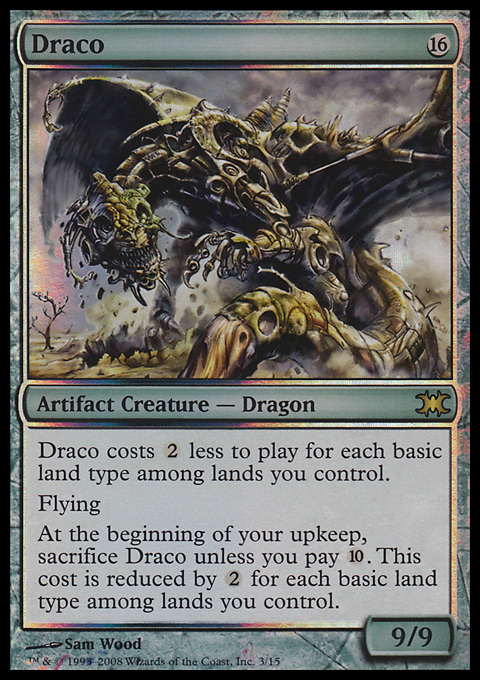 Draco 16
Artifact Creature — Dragon
Draco costs 2 less to play for each basic
land type among lands you control.
Flying
At the beginning of your upkeep,
sacrifice Draco unless you pay 10. This
cost is reduced by 2 for each basic land
type among lands you control.
Sam Wood
9/9
™ & © 1993–2008 Wizards of the Coast, Inc. 3/15